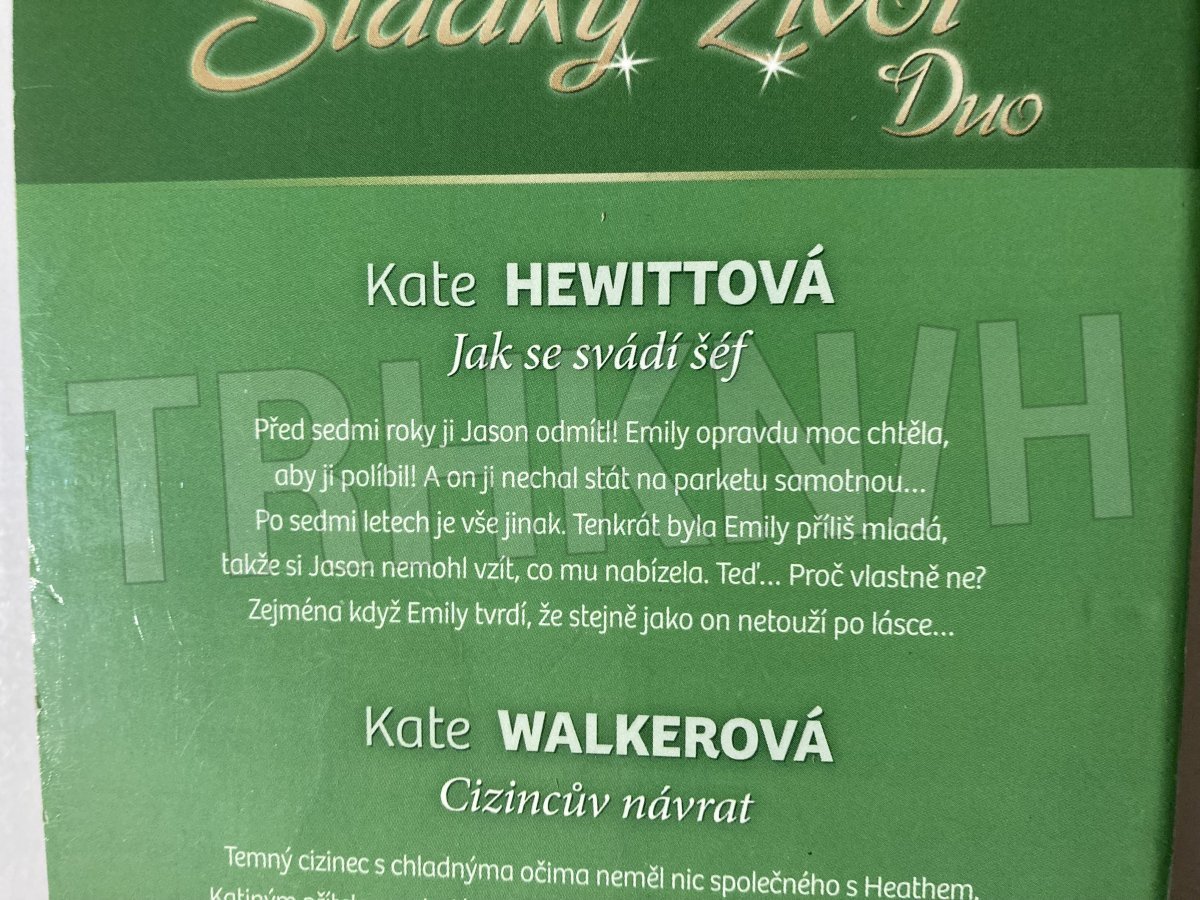 Sladký život
Duo
Kate HEWITTOVÁ
Jak se svádí šéf
TRHKN/H
Před sedmi roky ji Jason odmítl! Emily opravdu moc chtěla,
aby ji políbil! A on ji nechal stát na parketu samotnou...
Po sedmi letech je vše jinak. Tenkrát byla Emily příliš mladá,
takže si Jason nemohl vzít, co mu nabízela. Teď... Proč vlastně ne?
Zejména když Emily tvrdí, že stejně jako on netouží po lásce...
Kate WALKEROVÁ
Cizincův návrat
Temný cizinec s chladnýma očima neměl nic společného s Heathem,